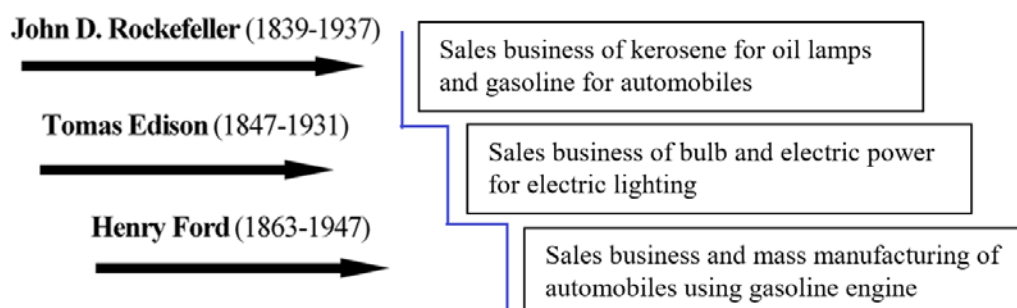 John D. Rockefeller (1839-1937)
Sales business of kerosene for oil lamps
and gasoline for automobiles
Tomas Edison (1847-1931)
Sales business of bulb and electric power
for electric lighting
Henry Ford (1863-1947)
Sales business and mass manufacturing of
automobiles using gasoline engine